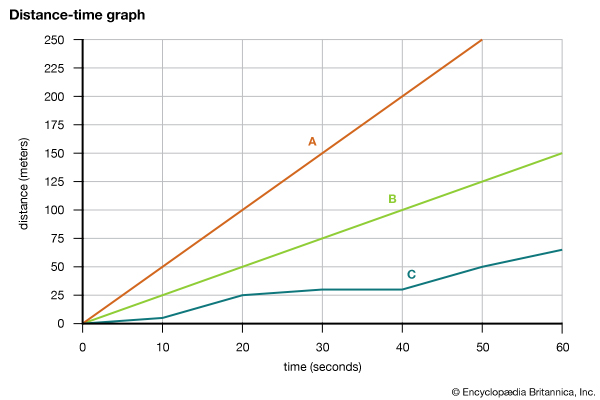 Distance-time graph
250
225
200
175
150
125
100
75
50
25
0
distance (meters)
A
B
C
0 10 20 30 40 50 60
time (seconds)
© Encyclopædia Britannica, Inc.